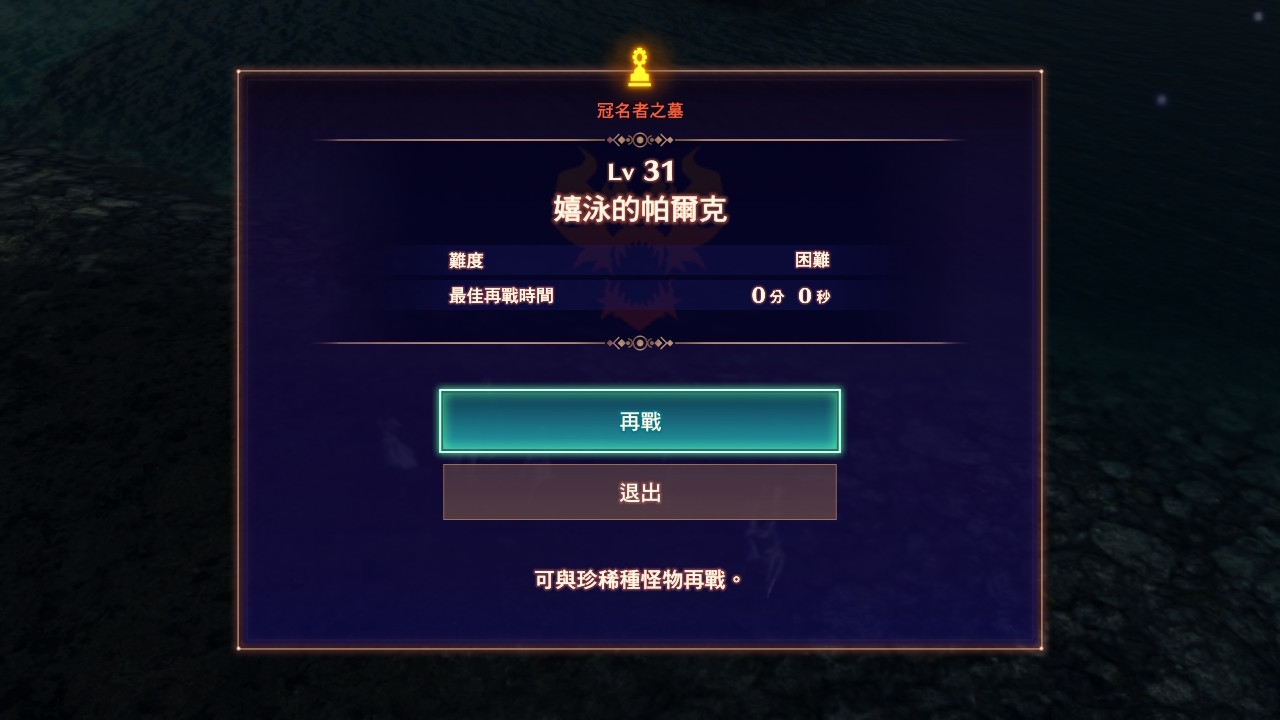 冠名者之墓
Lv 31
嬉泳的帕爾克
難度 困難
最佳再戰時間 0分 0秒
再戰
退出
可與珍稀種怪物再戰。